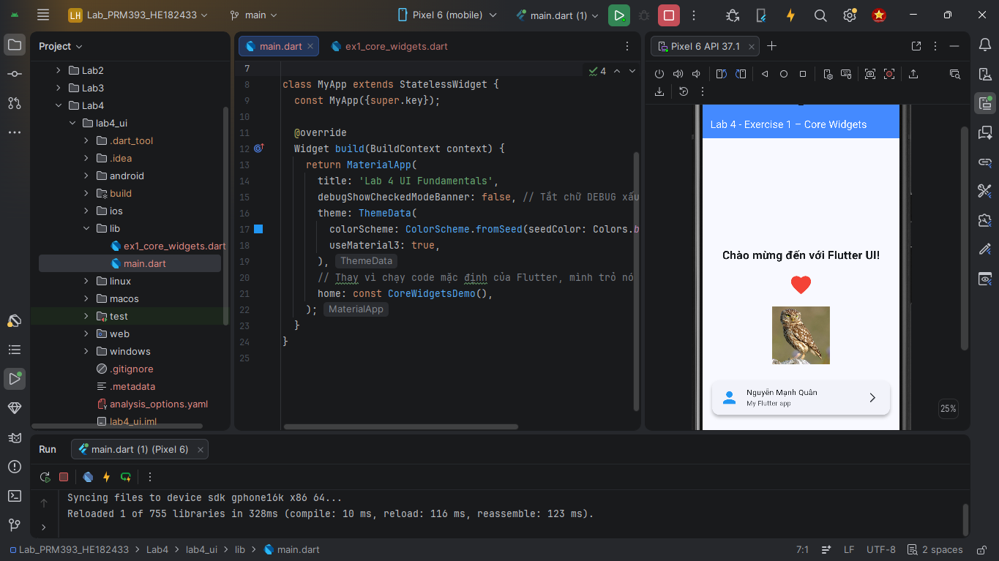 LH Lab_PRM393_HE182433 main Pixel 6 (mobile) main.dart (1)
Project
Lab2
Lab3
Lab4
lab4_ui
.dart_tool
.idea
android
build
ios
lib
ex1_core_widgets.dart
main.dart
linux
macos
test
web
windows
.gitignore
.metadata
analysis_options.yaml
lab4_ui.iml
main.dart ex1_core_widgets.dart
4
7
8 class MyApp extends StatelessWidget {
9 const MyApp({super.key});
10
11 @override
12 Widget build(BuildContext context) {
13 return MaterialApp(
14 title: 'Lab 4 UI Fundamentals',
15 debugShowCheckedModeBanner: false, // Tắt chữ DEBUG xấu
16 theme: ThemeData(
17 colorScheme: ColorScheme.fromSeed(seedColor: Colors.b
18 useMaterial3: true,
19 ), ThemeData
20 // Thay vì chạy code mặc định của Flutter, mình trỏ nó
21 home: const CoreWidgetsDemo(),
22 ); MaterialApp
23 }
24 }
25
Pixel 6 API 37.1
Lab 4 - Exercise 1 – Core Widgets
Chào mừng đến với Flutter UI!
Nguyễn Mạnh Quân
My Flutter app
25%
Run main.dart (1) (Pixel 6)
Syncing files to device sdk gphone16k x86 64...
Reloaded 1 of 755 libraries in 328ms (compile: 10 ms, reload: 116 ms, reassemble: 123 ms).
Lab_PRM393_HE182433 > Lab4 > lab4_ui > lib > main.dart 7:1 LF UTF-8 2 spaces